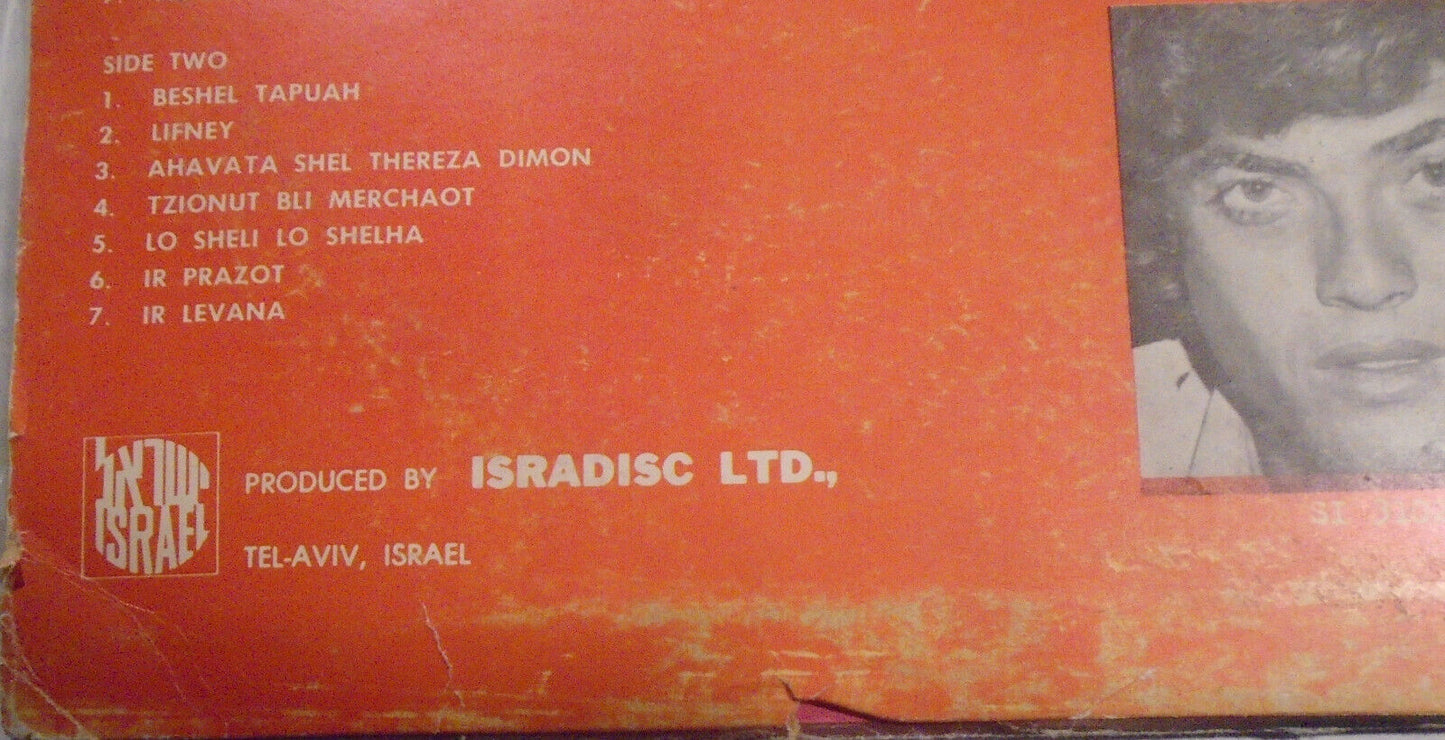 SIDE TWO
1. BESHEL TAPUAH
2. LIFNEY
3. AHAVATA SHEL THEREZA DIMON
4. TZIONUT BLI MERCHAOT
5. LO SHELI LO SHELHA
6. IR PRAZOT
7. IR LEVANA
ישראל
ISRAEL
PRODUCED BY ISRADISC LTD.,
TEL-AVIV, ISRAEL
SI